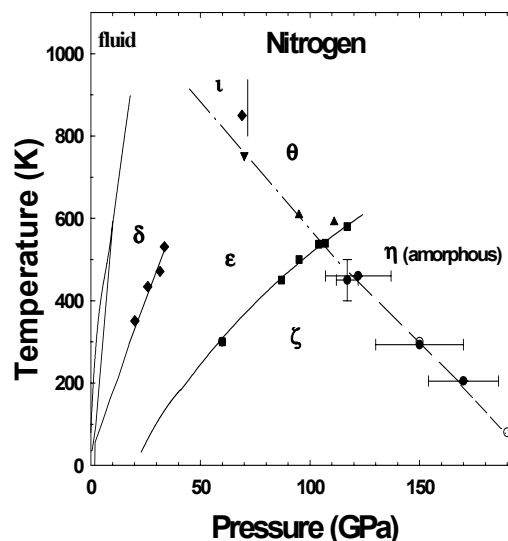 fluid
Nitrogen
1000
800
600
400
200
0
Temperature (K)
ι
θ
δ
ε
η (amorphous)
ζ
0
50
100
150
Pressure (GPa)